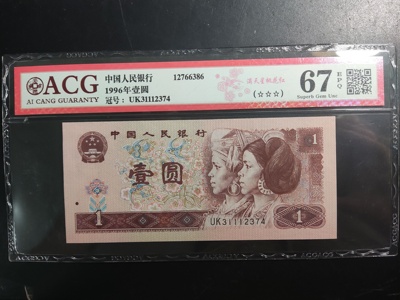 ACG
AI CANG GUARANTY
中国人民银行 12766386
1996年壹圆
冠号: UK31112374
(☆☆☆)
67 EPQ
Superb Gem Unc
中国人民银行
1
壹圆
1
1
UK31112374